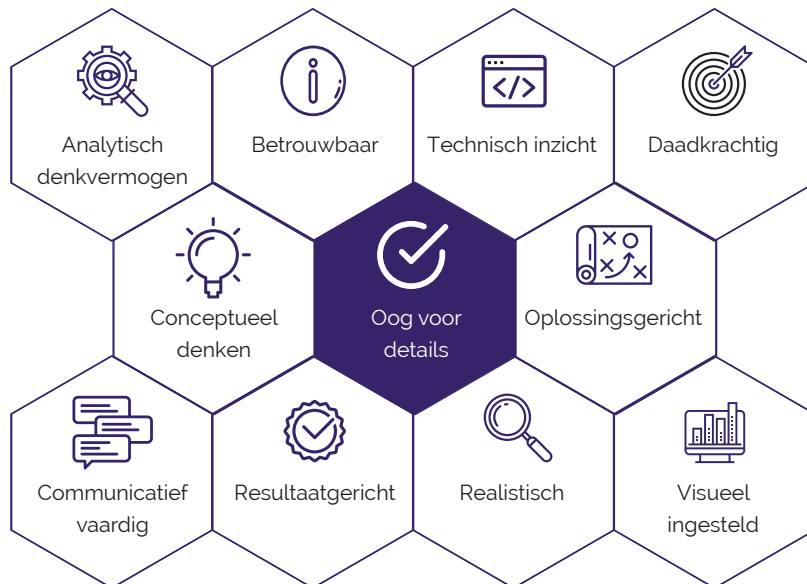 Analytisch
denkvermogen
Betrouwbaar
Technisch inzicht
Daadkrachtig
Conceptueel
denken
Oog voor
details
Oplossingsgericht
Communicatief
vaardig
Resultaatgericht
Realistisch
Visueel
ingesteld